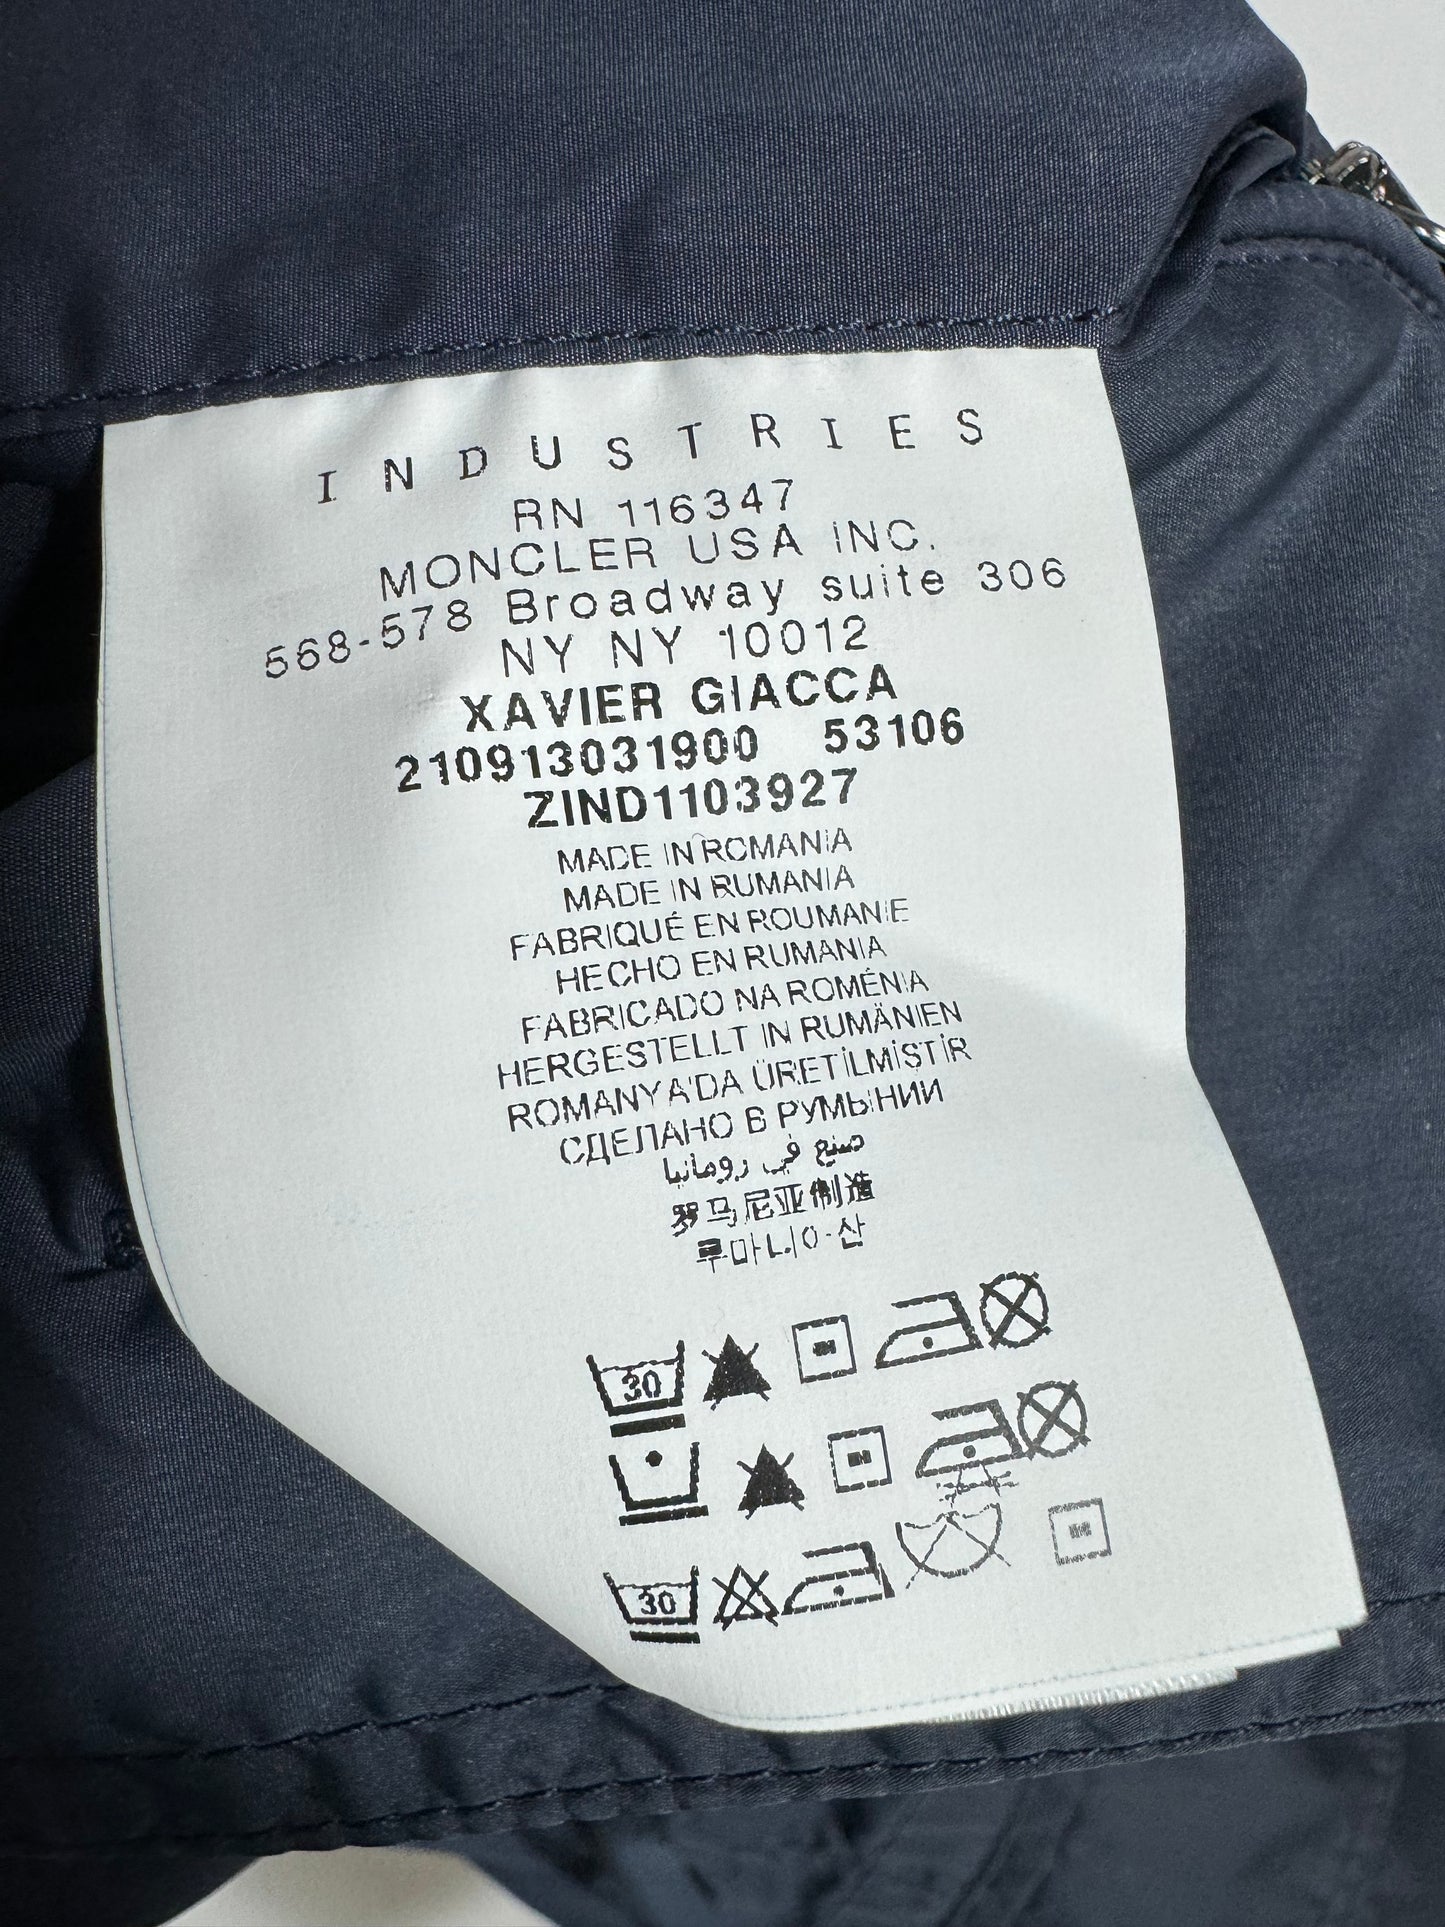 INDUSTRIES
RN 116347
MONCLER USA INC.
568-578 Broadway suite 306
NY NY 10012
XAVIER GIACCA
210913031900 53106
ZIND1103927
MADE IN ROMANIA
MADE IN RUMANIA
FABRIQUÉ EN ROUMANIE
HECHO EN RUMANIA
FABRICADO NA ROMÉNIA
HERGESTELLT IN RUMÄNIEN
ROMANYA'DA ÜRETİLMİŞTİR
СДЕЛАНО В РУМЫНИИ
صنع في رومانيا
罗马尼亚制造
루마니아산
30
30